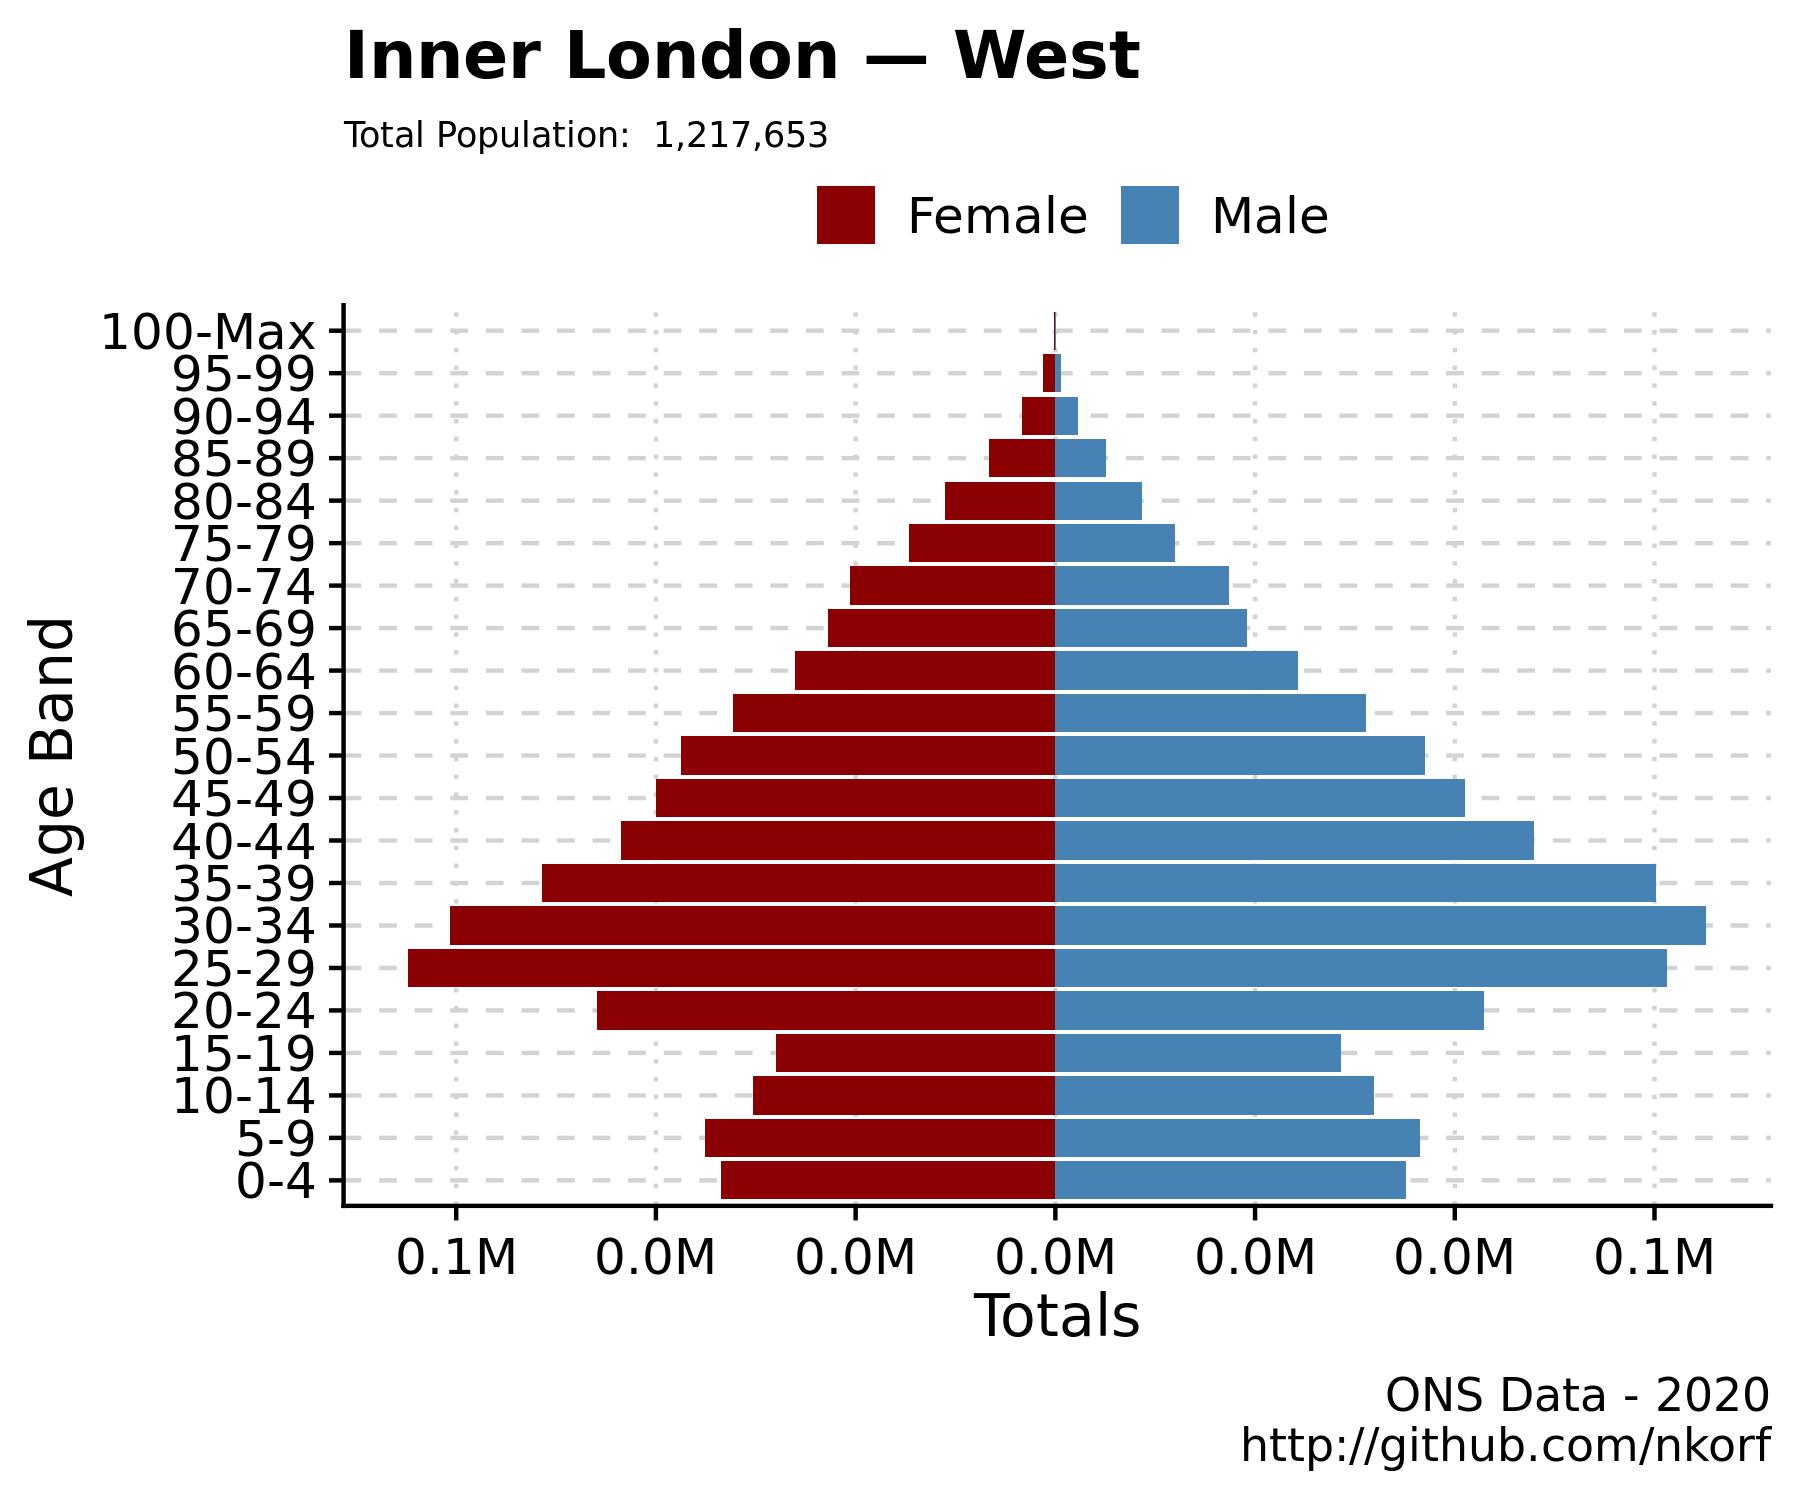 Inner London — West
Total Population:  1,217,653
Female
Male
Age Band
100-Max
95-99
90-94
85-89
80-84
75-79
70-74
65-69
60-64
55-59
50-54
45-49
40-44
35-39
30-34
25-29
20-24
15-19
10-14
5-9
0-4
0.1M 0.0M 0.0M 0.0M 0.0M 0.0M 0.1M
Totals
ONS Data - 2020
http://github.com/nkorf